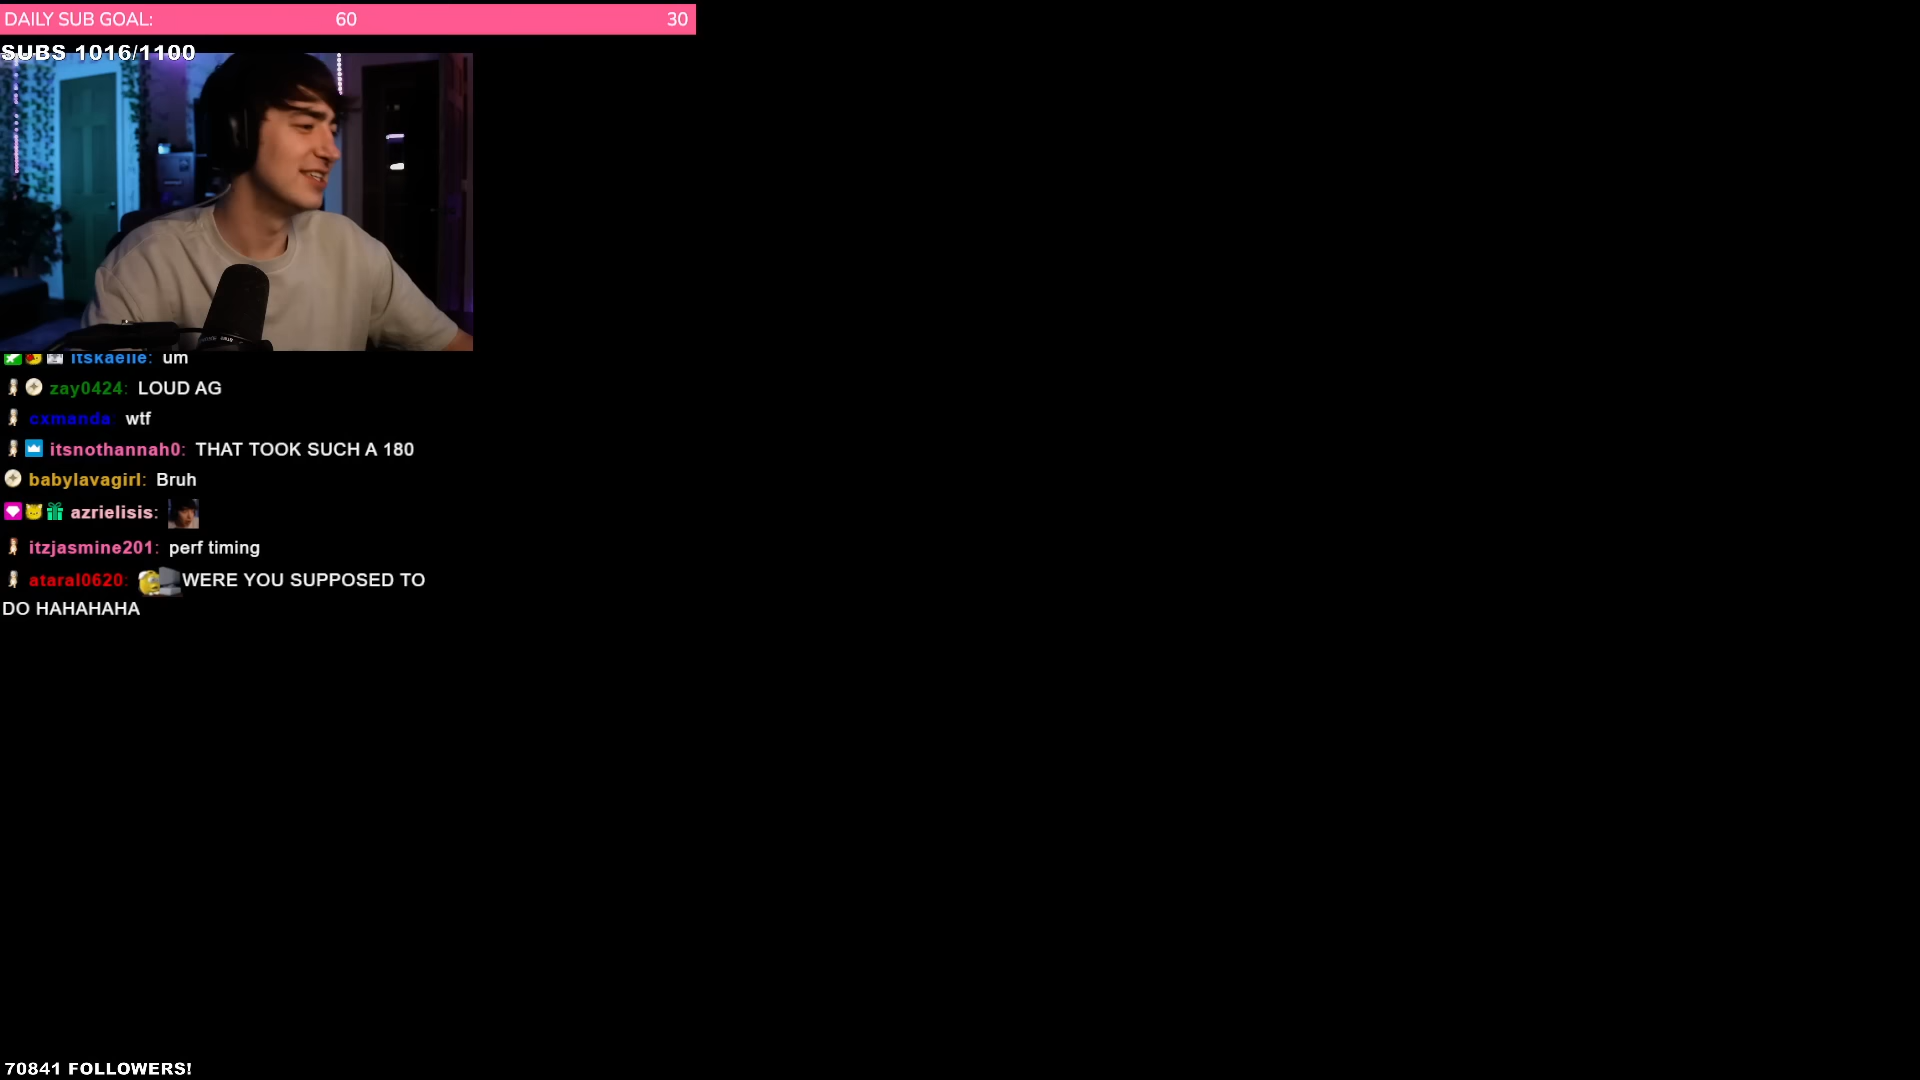 DAILY SUB GOAL: 60 30
SUBS 1016/1100
itskaelle: um
zay0424: LOUD AG
cxmanda: wtf
itsnothannah0: THAT TOOK SUCH A 180
babylavagirl: Bruh
azrielisis:
itzjasmine201: perf timing
ataral0620: WERE YOU SUPPOSED TO
DO HAHAHAHA
70841 FOLLOWERS!